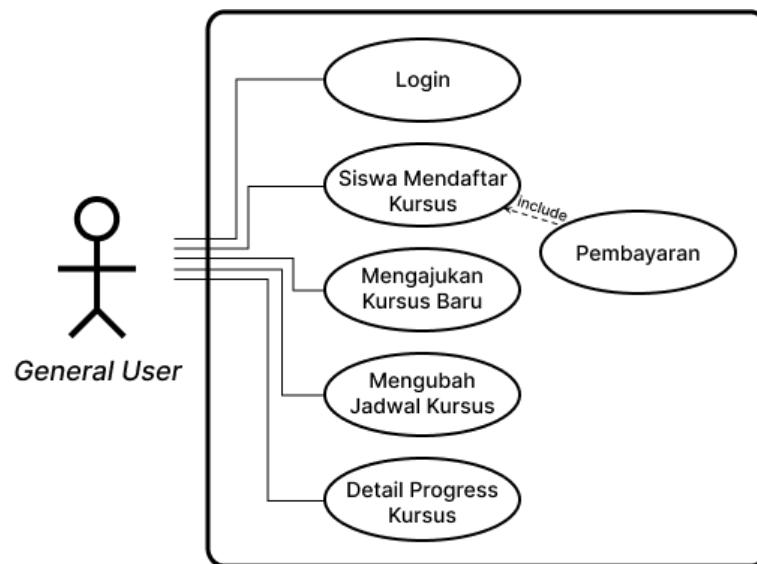 Login
Siswa Mendaftar
Kursus
include
Pembayaran
Mengajukan
Kursus Baru
General User
Mengubah
Jadwal Kursus
Detail Progress
Kursus